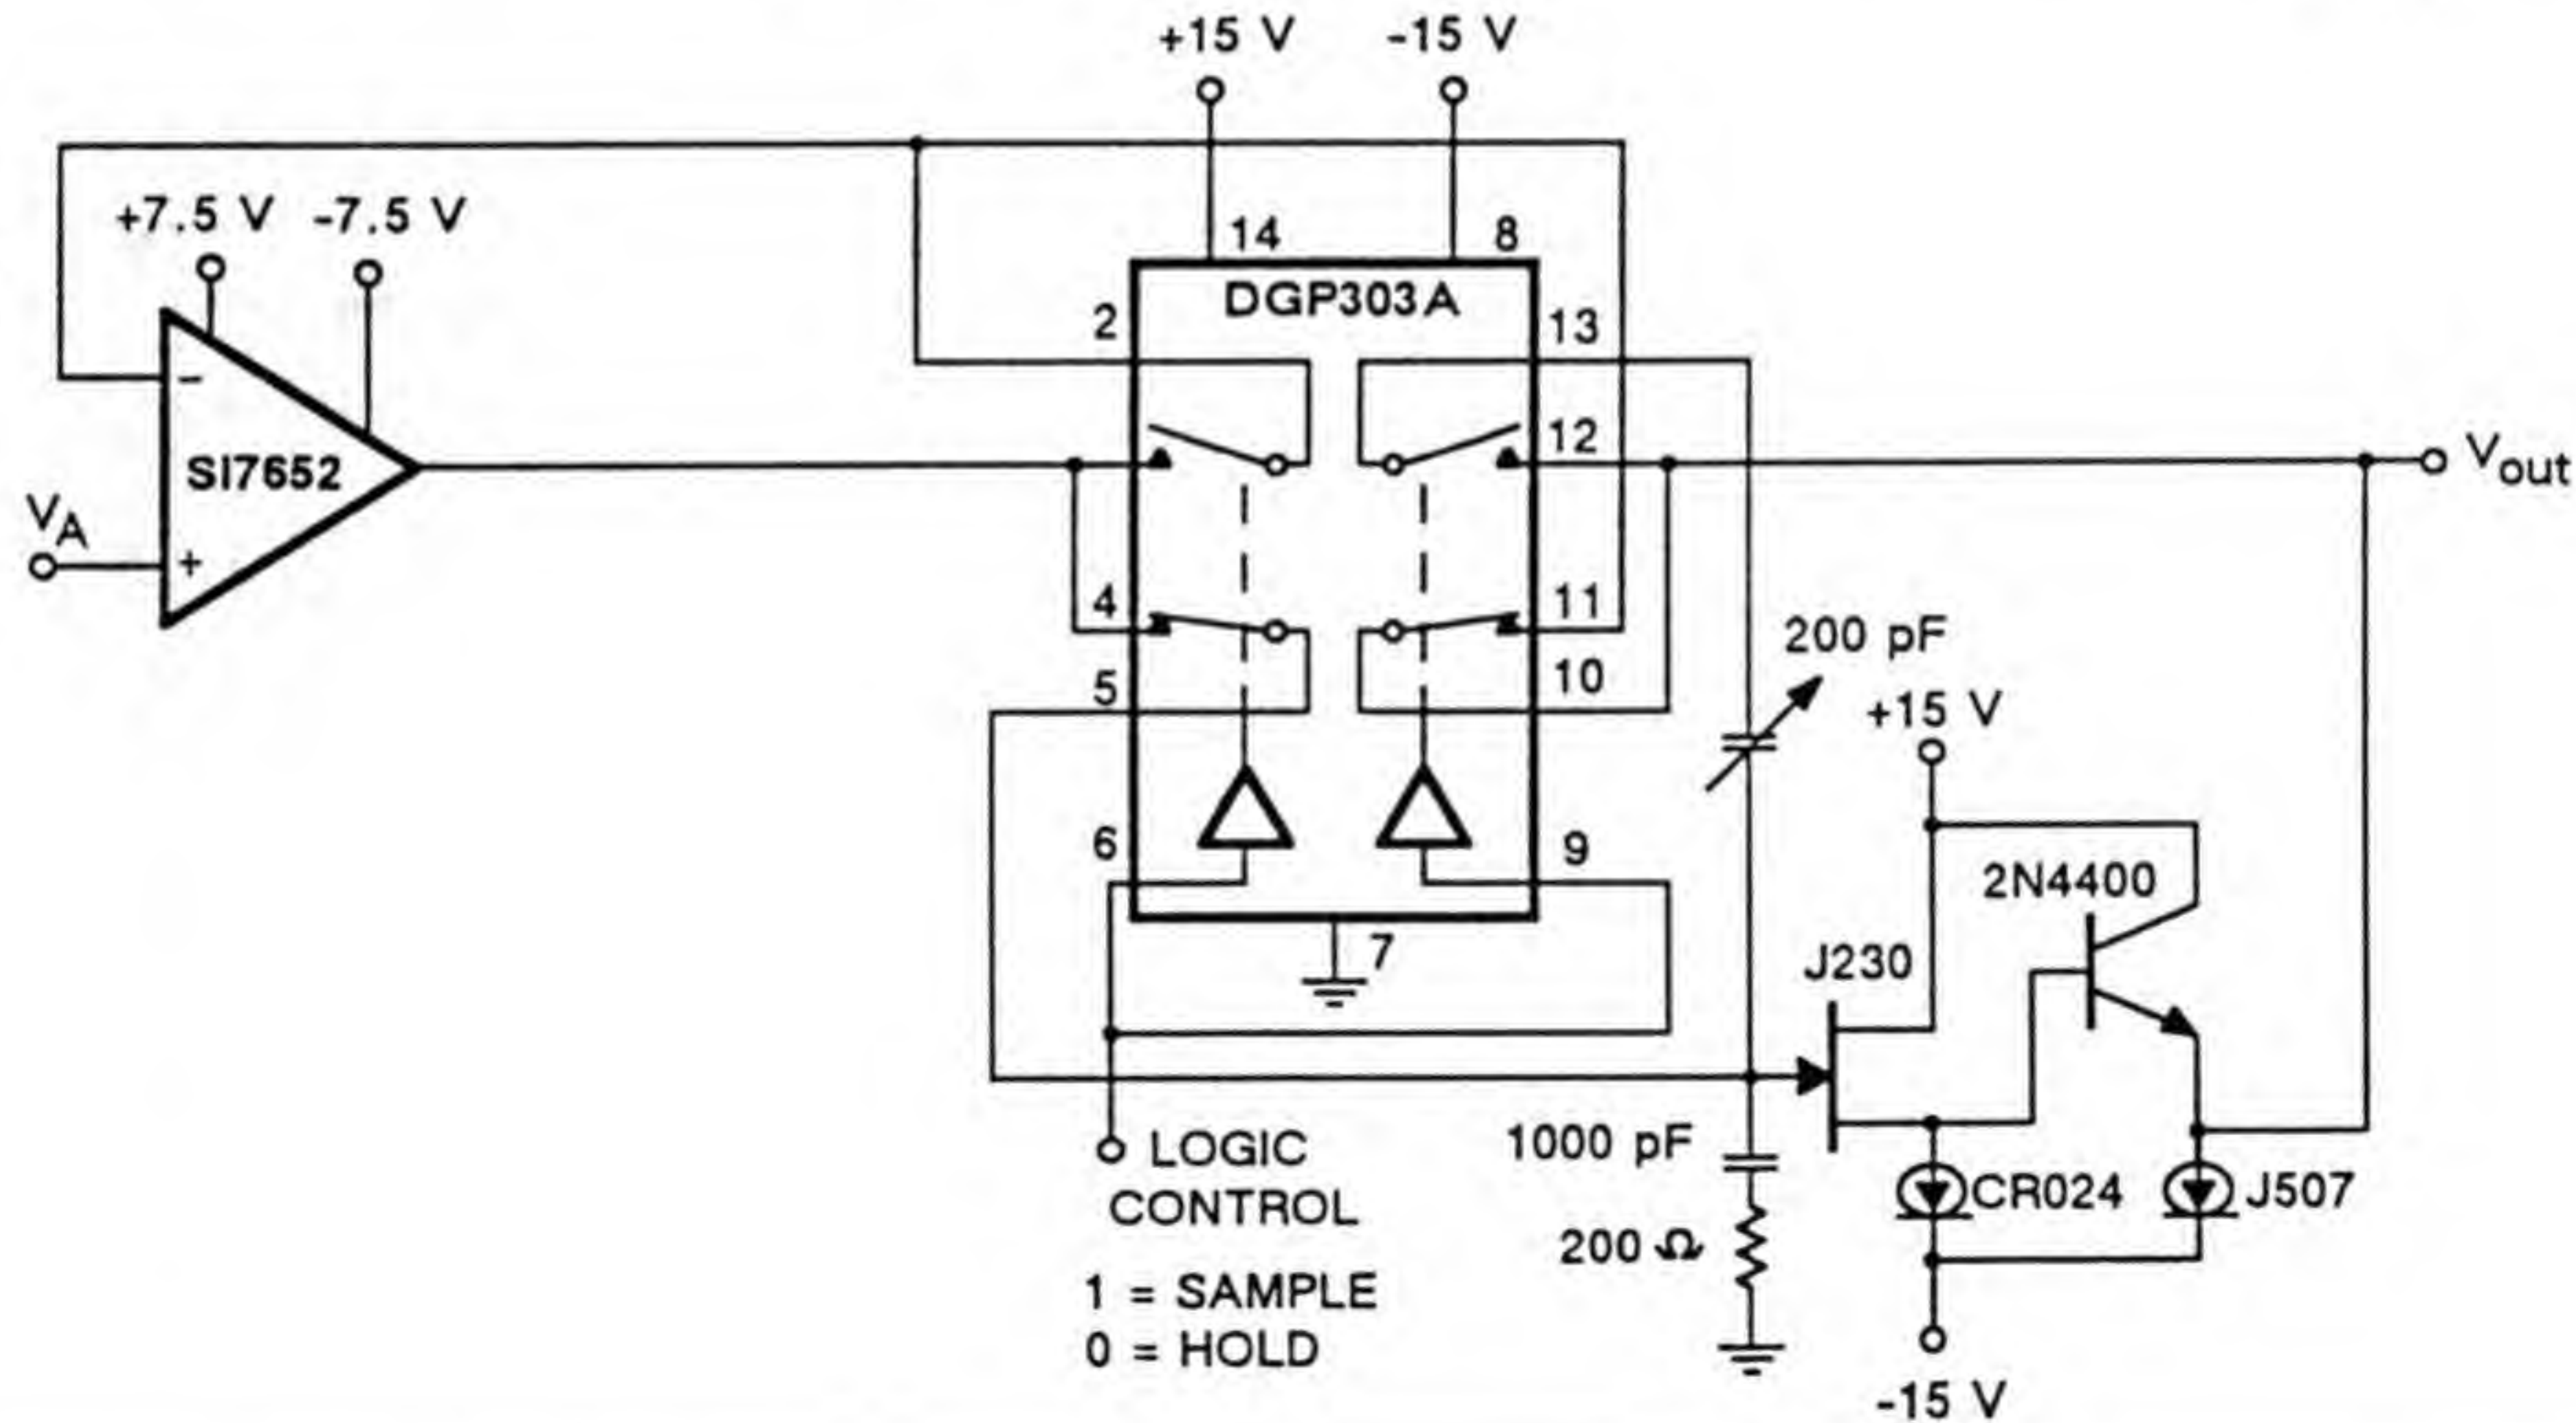 +15 V
-15 V
+7.5 V
-7.5 V
14
8
DGP303A
2
13
12
-
SI7652
VA
+
Vout
4
11
200 pF
5
10
+15 V
6
9
2N4400
7
J230
LOGIC
CONTROL
1000 pF
CR024
J507
200 Ω
1 = SAMPLE
0 = HOLD
-15 V